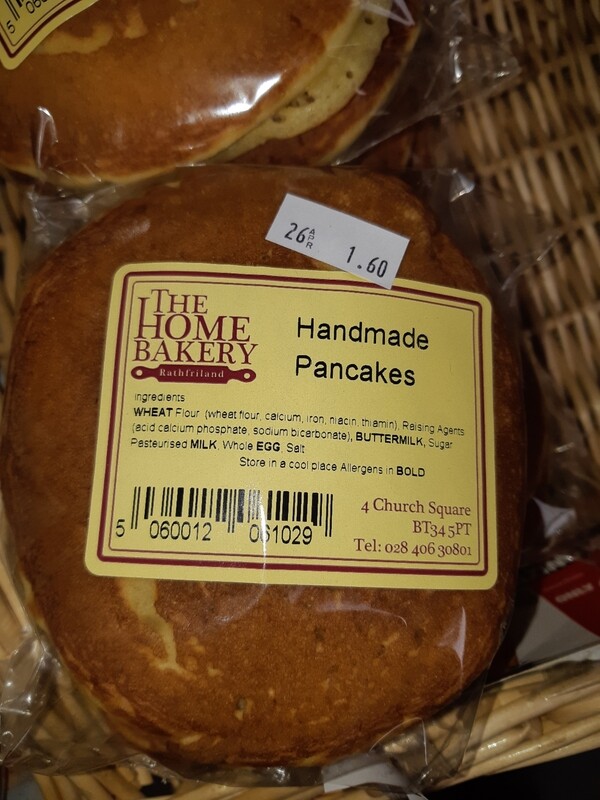 26 APR 1.60
THE
HOME
BAKERY
Rathfriland
Handmade
Pancakes
Ingredients
WHEAT Flour (wheat flour, calcium, iron, niacin, thiamin), Raising Agents
(acid calcium phosphate, sodium bicarbonate), BUTTERMILK, Sugar
Pasteurised MILK, Whole EGG, Salt
Store in a cool place Allergens in BOLD
5 060012 061029
4 Church Square
BT34 5PT
Tel: 028 406 30801